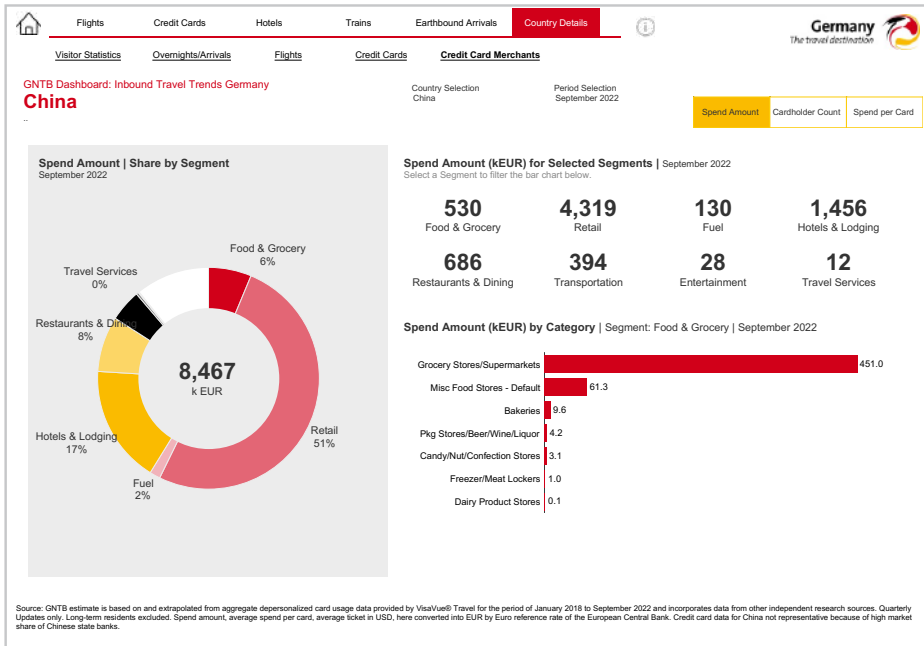 Flights Credit Cards Hotels Trains Earthbound Arrivals Country Details
Germany
The travel destination
Visitor Statistics Overnights/Arrivals Flights Credit Cards Credit Card Merchants
GNTB Dashboard: Inbound Travel Trends Germany
China
..
Country Selection
China
Period Selection
September 2022
Spend Amount Cardholder Count Spend per Card
Spend Amount | Share by Segment
September 2022
Food & Grocery
6%
Travel Services
0%
Restaurants & Dining
8%
8,467
k EUR
Hotels & Lodging
17%
Retail
51%
Fuel
2%
Spend Amount (kEUR) for Selected Segments | September 2022
Select a Segment to filter the bar chart below.
530 4,319 130 1,456
Food & Grocery Retail Fuel Hotels & Lodging
686 394 28 12
Restaurants & Dining Transportation Entertainment Travel Services
Spend Amount (kEUR) by Category | Segment: Food & Grocery | September 2022
Grocery Stores/Supermarkets 451.0
Misc Food Stores - Default 61.3
Bakeries 9.6
Pkg Stores/Beer/Wine/Liquor 4.2
Candy/Nut/Confection Stores 3.1
Freezer/Meat Lockers 1.0
Dairy Product Stores 0.1
Source: GNTB estimate is based on and extrapolated from aggregate depersonalized card usage data provided by VisaVue® Travel for the period of January 2018 to September 2022 and incorporates data from other independent research sources. Quarterly
Updates only. Long-term residents excluded. Spend amount, average spend per card, average ticket in USD, here converted into EUR by Euro reference rate of the European Central Bank. Credit card data for China not representative because of high market
share of Chinese state banks.